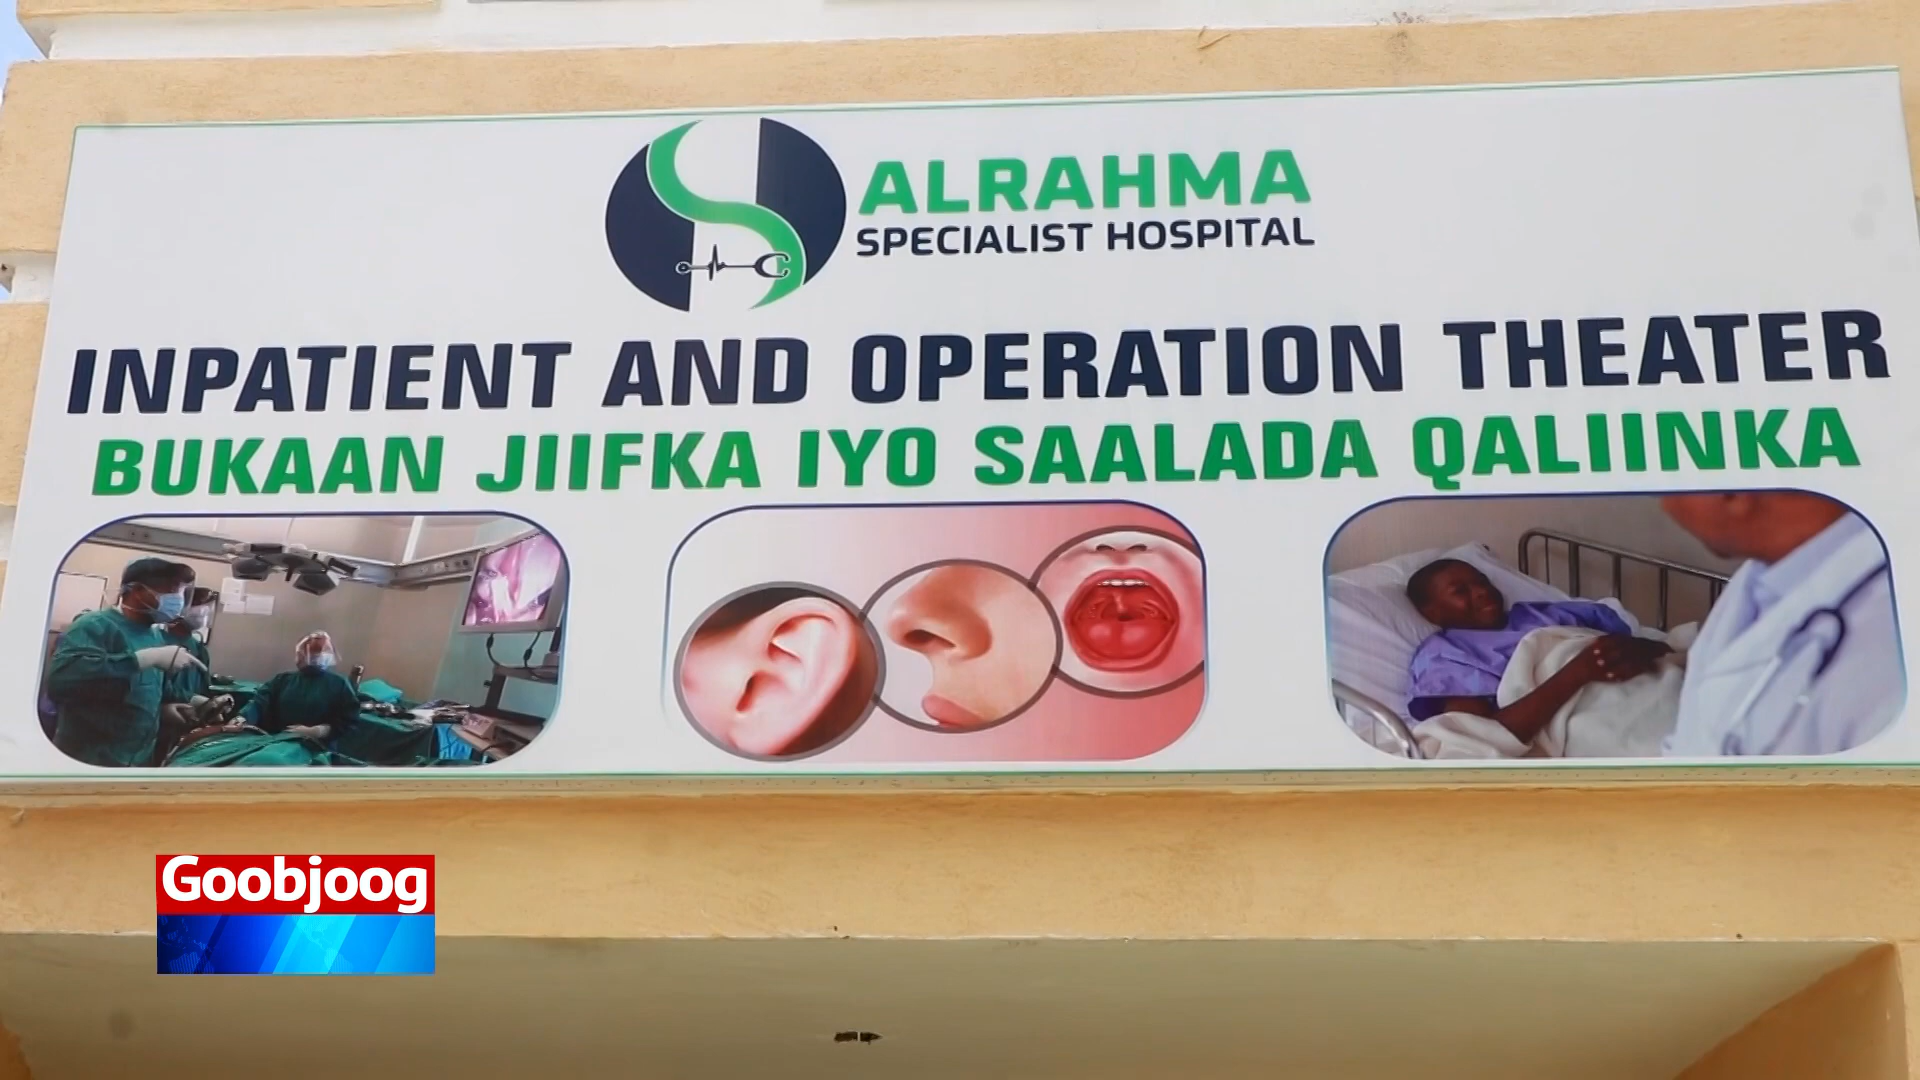 ALRAHMA
SPECIALIST HOSPITAL
INPATIENT AND OPERATION THEATER
BUKAAN JIIFKA IYO SAALADA QALIINKA
Goobjoog